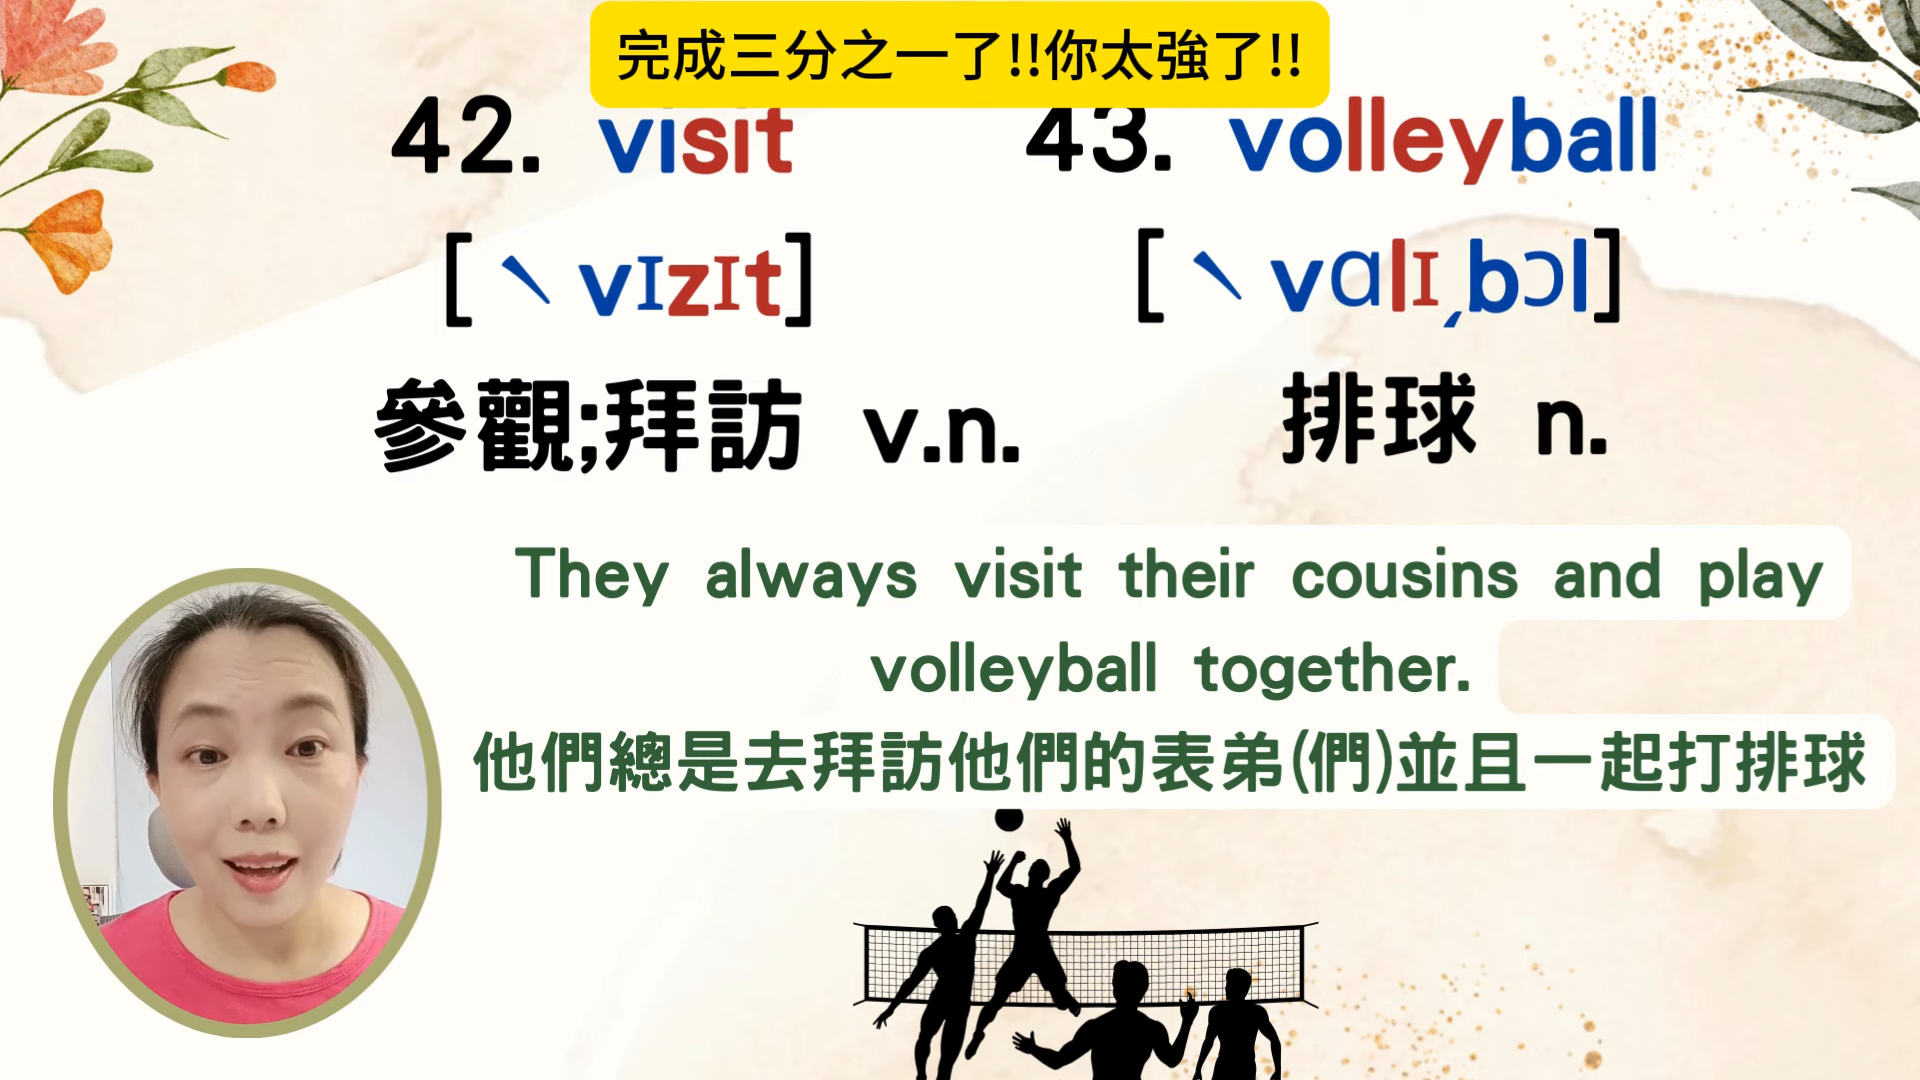 完成三分之一了!!你太強了!!
42. visit
43. volleyball
[ˋvɪzɪt]
[ˋvɑlɪˏbɔl]
參觀;拜訪 v.n.
排球 n.
They always visit their cousins and play
volleyball together.
他們總是去拜訪他們的表弟(們)並且一起打排球